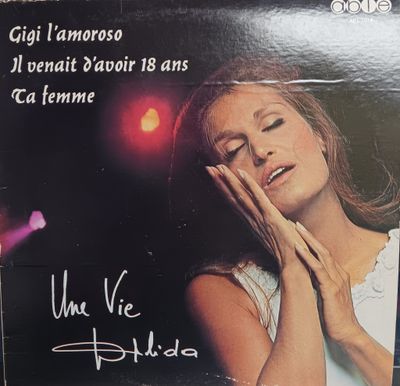 Gigi l'amoroso
Il venait d'avoir 18 ans
Ta femme
Une Vie
Dalida